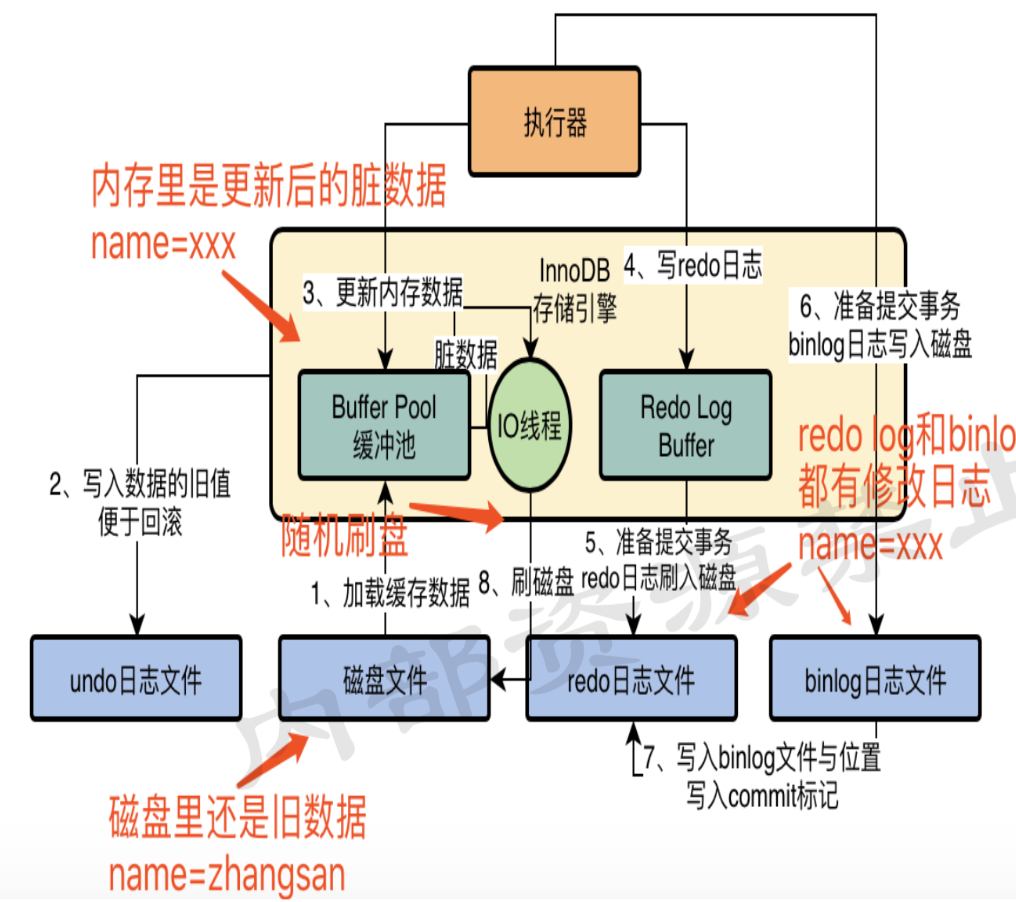 执行器
内存里是更新后的脏数据
name=xxx
3、更新内存数据
InnoDB
存储引擎
4、写redo日志
6、准备提交事务
binlog日志写入磁盘
脏数据
Buffer Pool
缓冲池
IO线程
Redo Log
Buffer
redo log和binlo
都有修改日志
name=xxx
2、写入数据的旧值
便于回滚
随机刷盘
1、加载缓存数据
8、刷磁盘
5、准备提交事务
redo日志刷入磁盘
undo日志文件
磁盘文件
redo日志文件
binlog日志文件
7、写入binlog文件与位置
写入commit标记
磁盘里还是旧数据
name=zhangsan
内部资源禁止